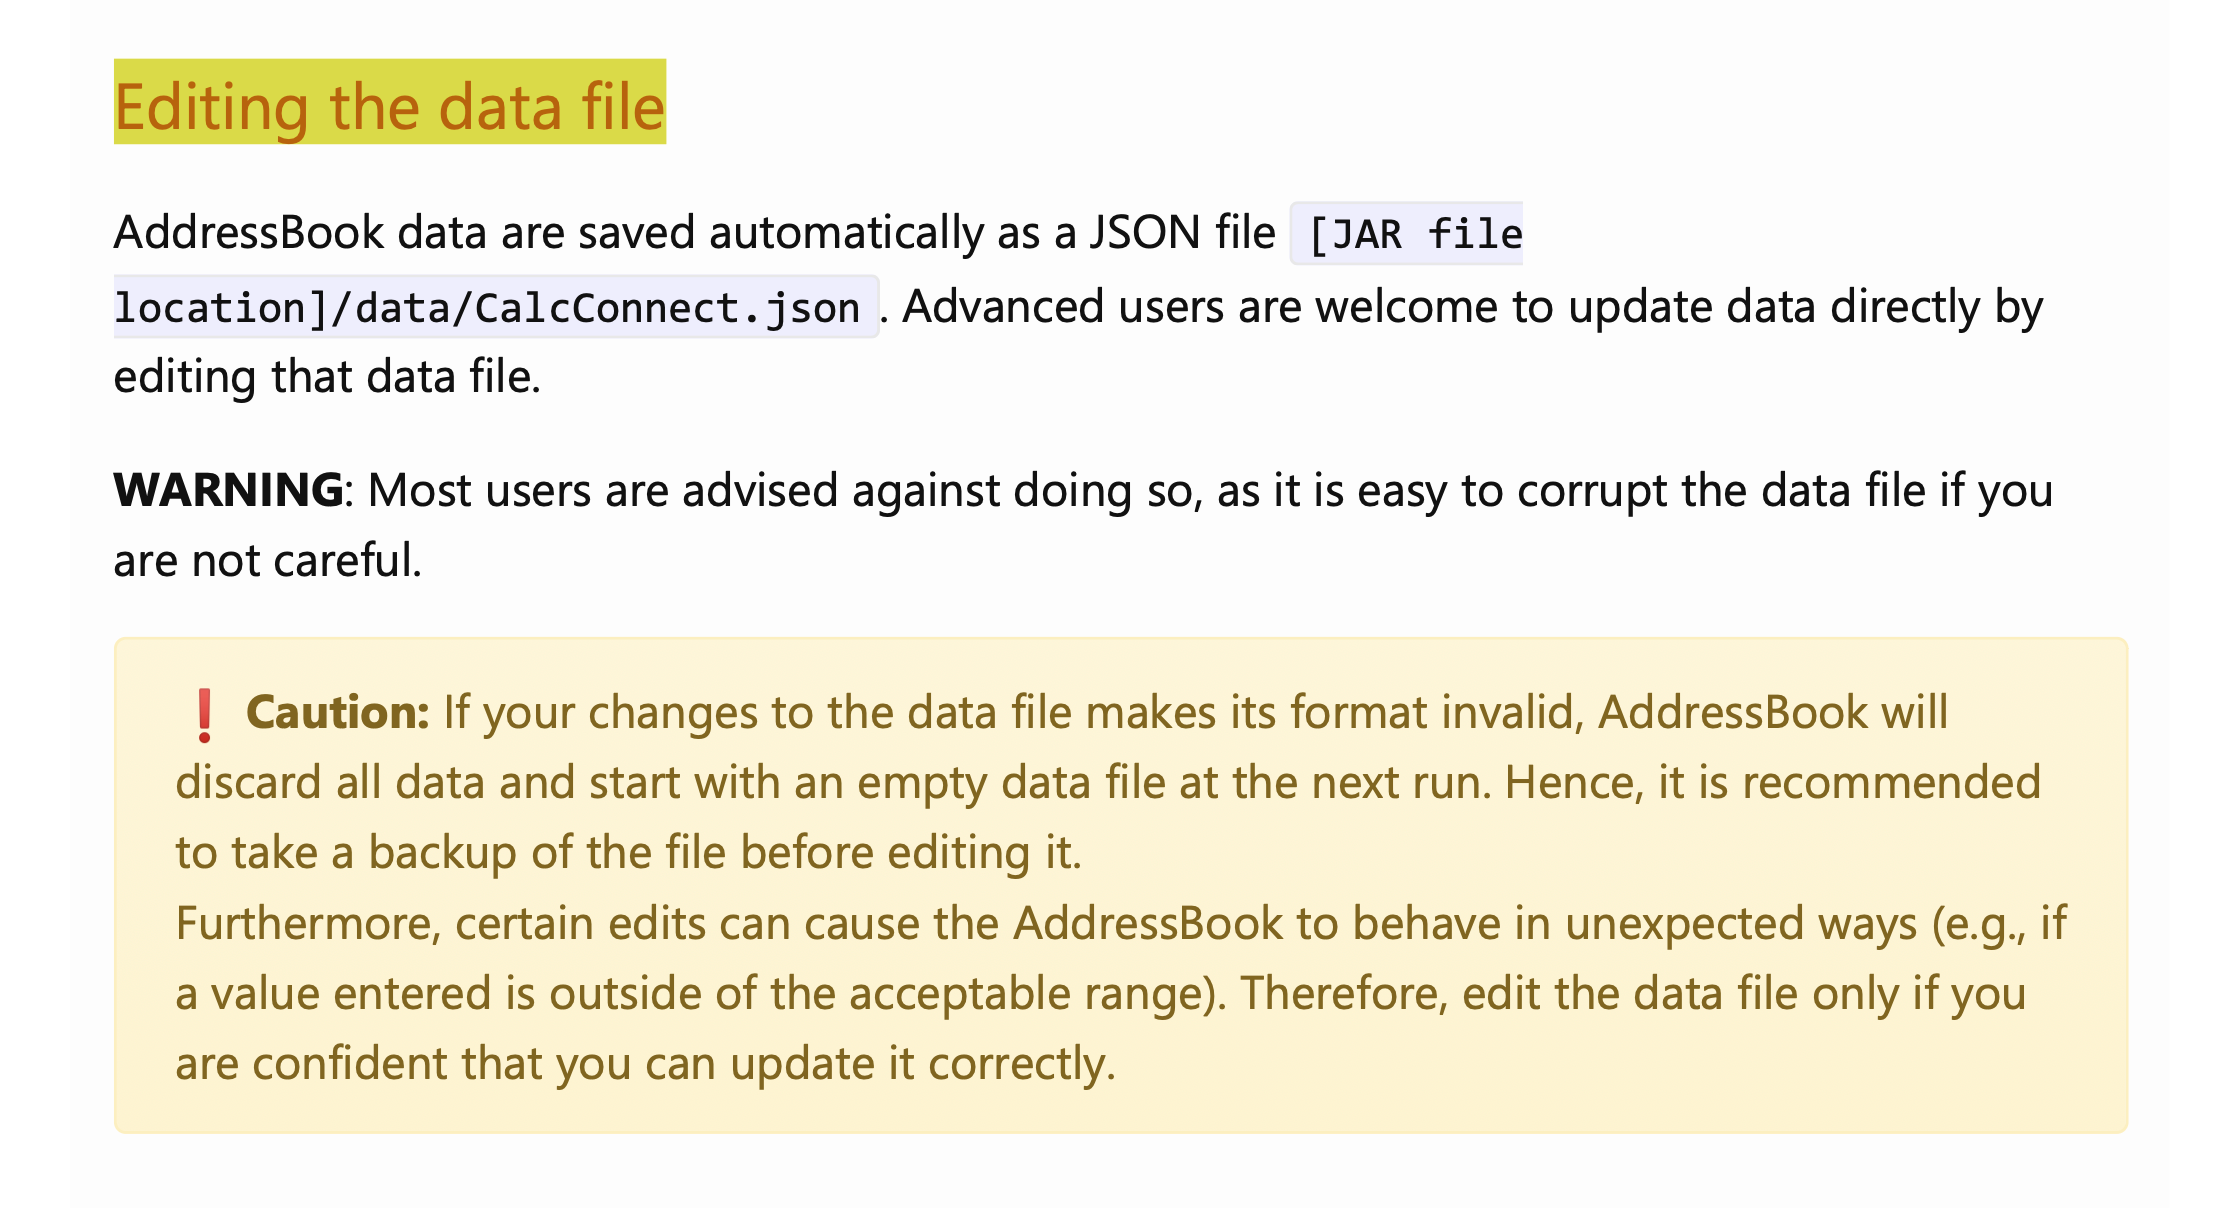 Editing the data file
AddressBook data are saved automatically as a JSON file [JAR file
location]/data/CalcConnect.json . Advanced users are welcome to update data directly by
editing that data file.
WARNING: Most users are advised against doing so, as it is easy to corrupt the data file if you
are not careful.
❗ Caution: If your changes to the data file makes its format invalid, AddressBook will
discard all data and start with an empty data file at the next run. Hence, it is recommended
to take a backup of the file before editing it.
Furthermore, certain edits can cause the AddressBook to behave in unexpected ways (e.g., if
a value entered is outside of the acceptable range). Therefore, edit the data file only if you
are confident that you can update it correctly.